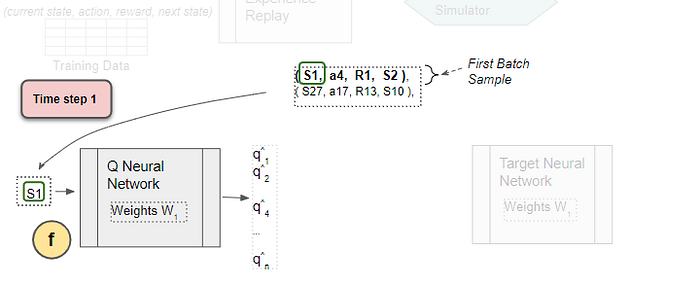 (current state, action, reward, next state)
Experience
Replay
Simulator
Training Data
( S1, a4, R1, S2 ),
( S27, a17, R13, S10 ),
First Batch
Sample
Time step 1
S1
Q Neural
Network
Weights W1
q^1
q^2
q^4
...
q^n
Target Neural
Network
Weights W1
f